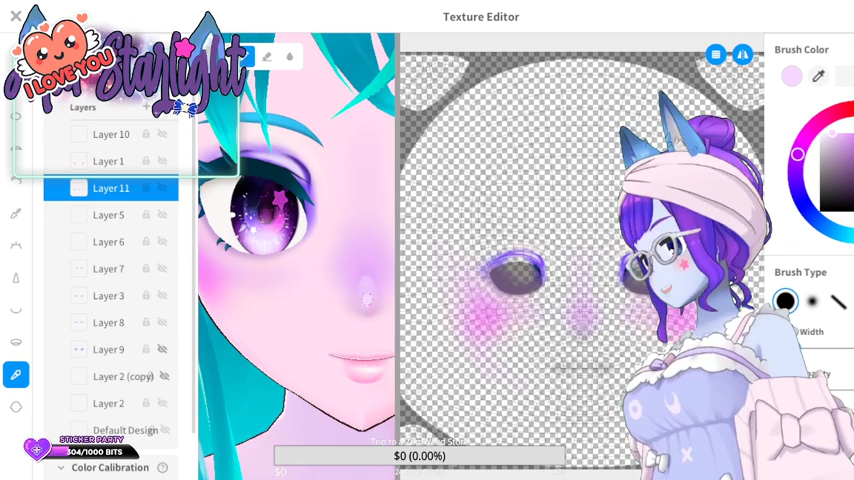 Texture Editor
I LOVE YOU
Starlight
Layers
Brush Color
Layer 10
Layer 1
Layer 11
Layer 5
Layer 6
Layer 7
Layer 3
Layer 8
Layer 9
Layer 2 (copy)
Layer 2
Default Design
Brush Type
Width
STICKER PARTY
304/1000 BITS
$0 (0.00%)
$0
Color Calibration